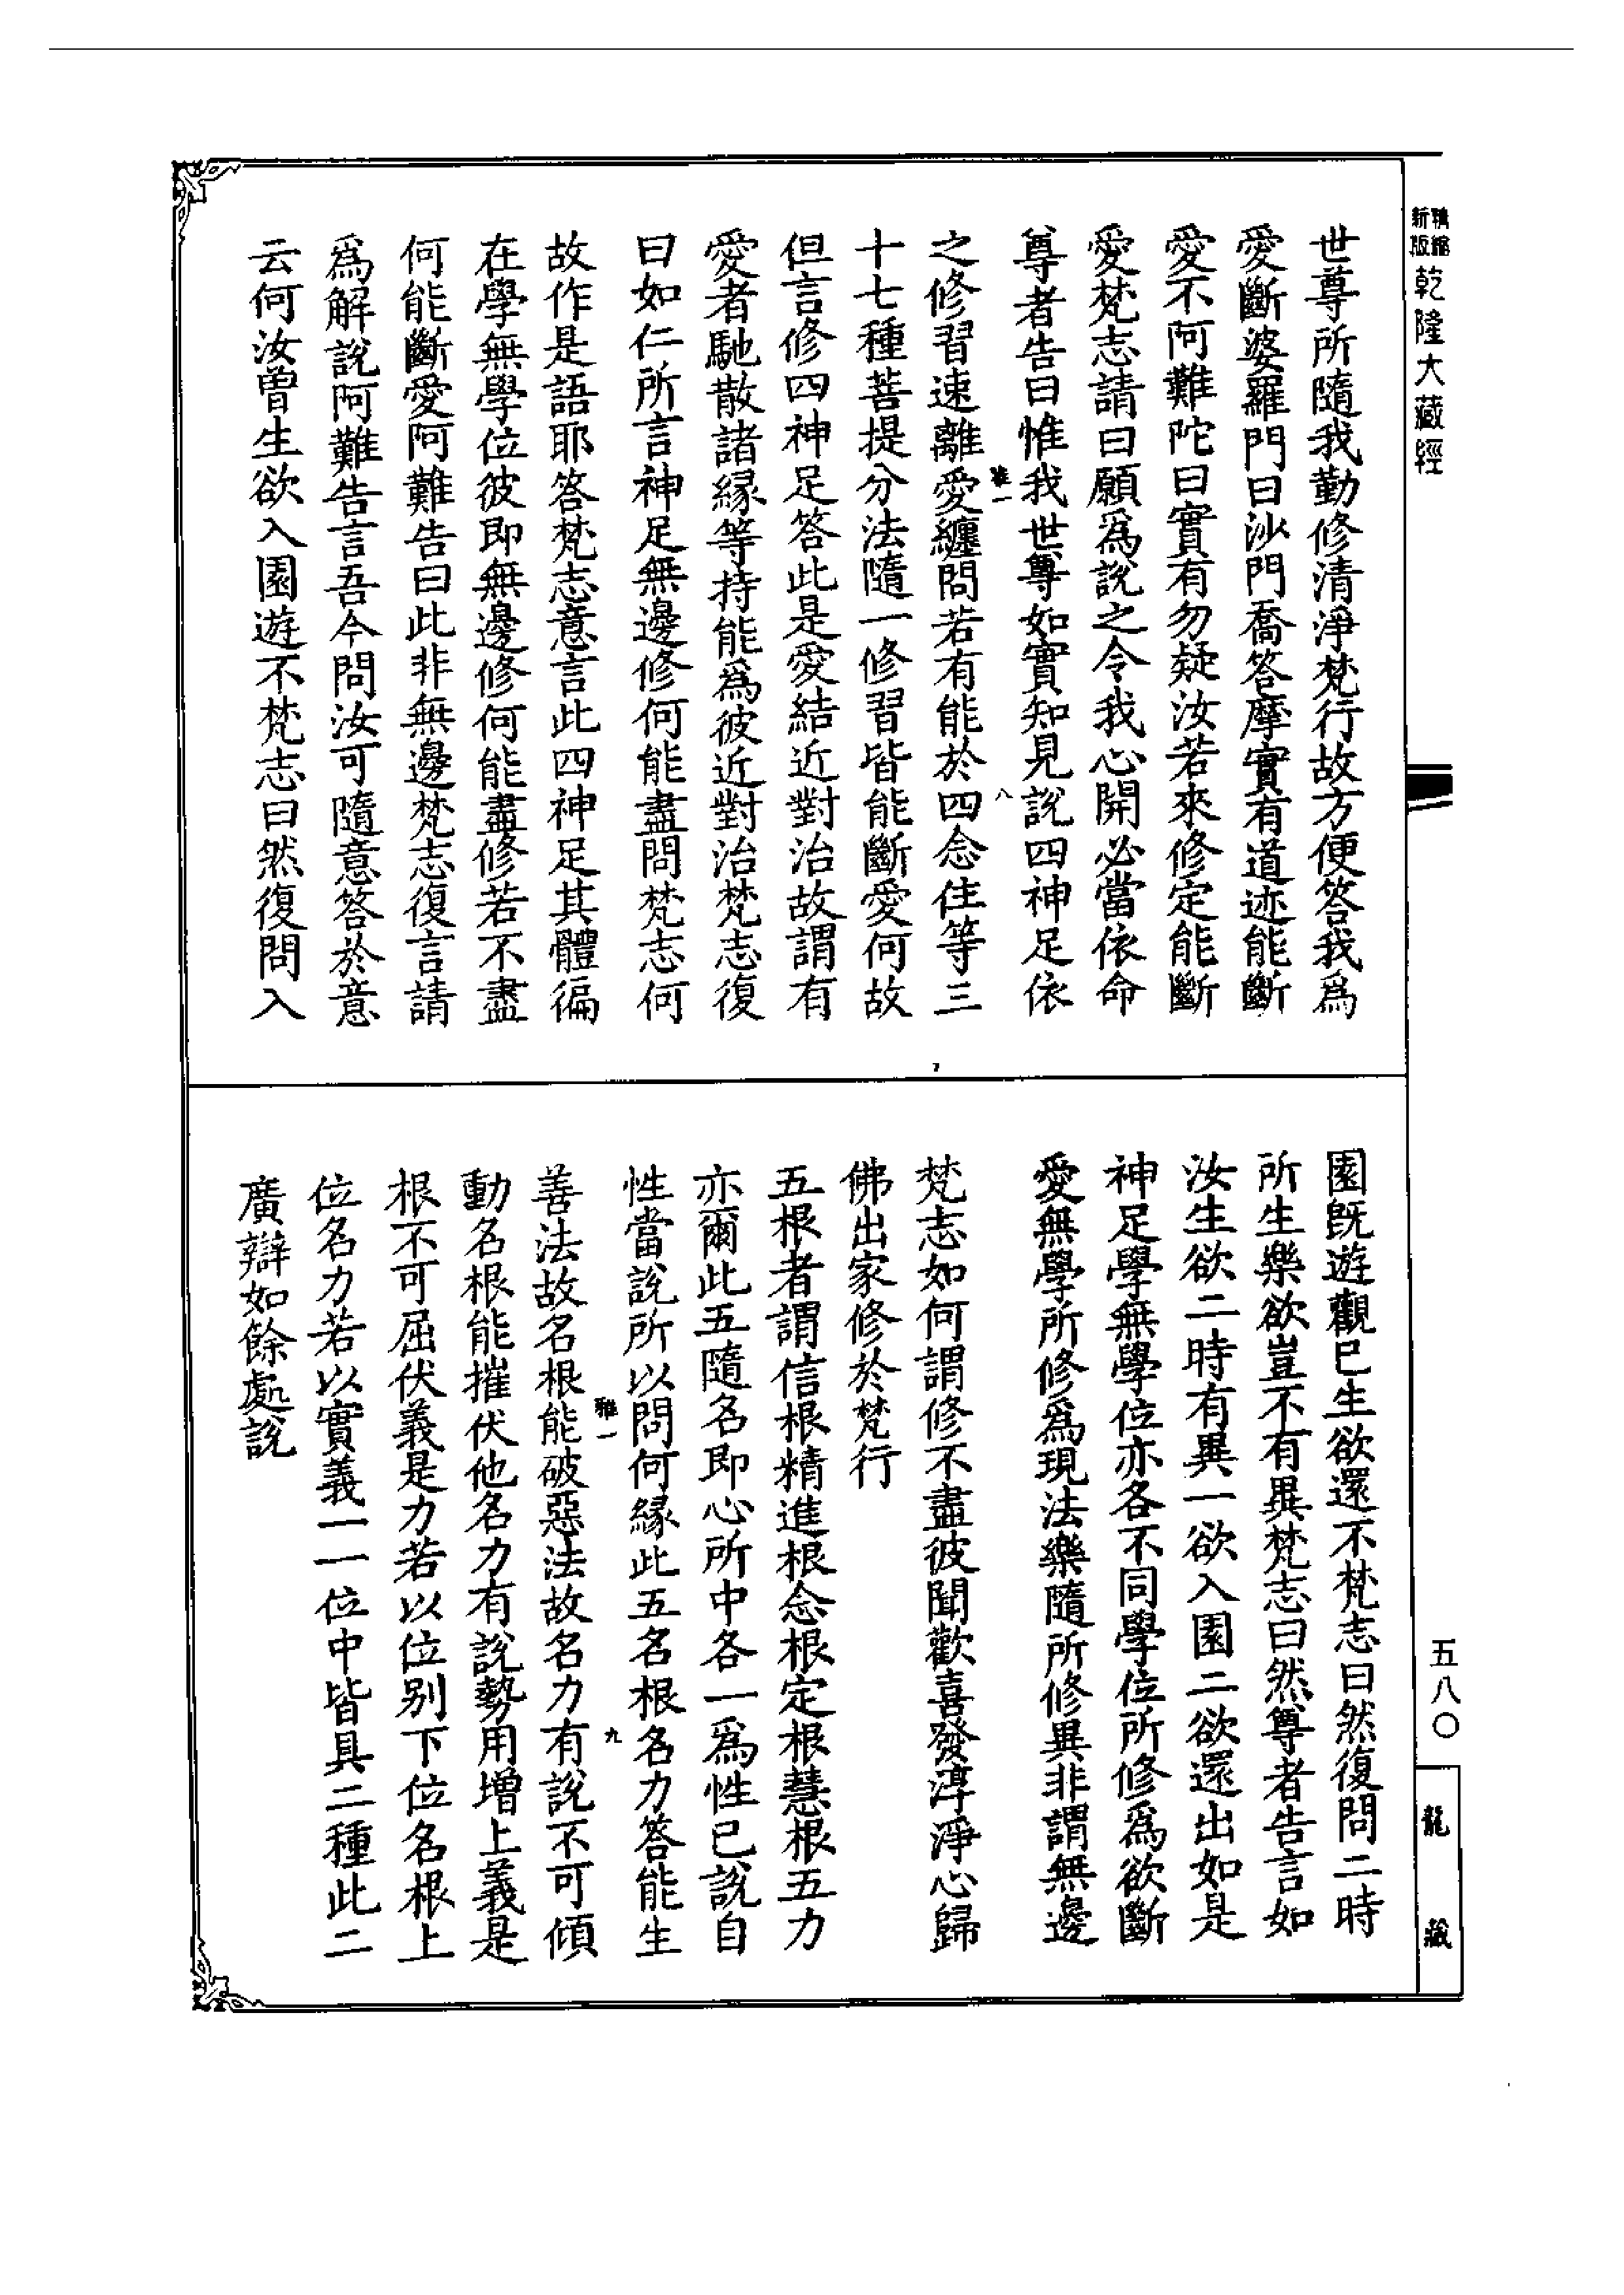 精縮
新版
乾隆大藏經
世尊所隨我勤修清淨梵行故方便答我爲
愛斷婆羅門曰沙門喬答摩實有道迹能斷
愛不阿難陀曰實有勿疑汝若來修定能斷
愛梵志請曰願爲說之令我心開必當依命
尊者告曰惟我世尊如實知見說四神足依
雅一
八
之修習速離愛纏問若有能於四念住等三
十七種菩提分法隨一修習皆能斷愛何故
但言修四神足答此是愛結近對治故謂有
愛者馳散諸緣等持能爲彼近對治梵志復
曰如仁所言神足無邊修何能盡問梵志何
故作是語耶答梵志意言此四神足其體徧
在學無學位彼即無邊修何能盡修若不盡
何能斷愛阿難告曰此非無邊梵志復言請
爲解說阿難告言吾今問汝可隨意答於意
云何汝曾生欲入園遊不梵志曰然復問入
園旣遊觀已生欲還不梵志曰然復問二時
所生樂欲豈不有異梵志曰然尊者告言如
汝生欲二時有異一欲入園二欲還出如是
神足學無學位亦各不同學位所修爲欲斷
愛無學所修爲現法樂隨所修異非謂無邊
梵志如何謂修不盡彼聞歡喜發淳淨心歸
佛出家修於梵行
五根者謂信根精進根念根定根慧根五力
亦爾此五隨名即心所中各一爲性已說自
性當說所以問何緣此五名根名力答能生
雅一
九
善法故名根能破惡法故名力有說不可傾
動名根能摧伏他名力有說勢用增上義是
根不可屈伏義是力若以位別下位名根上
位名力若以實義一一位中皆具二種此二
廣辯如餘處說
五八〇
龍藏